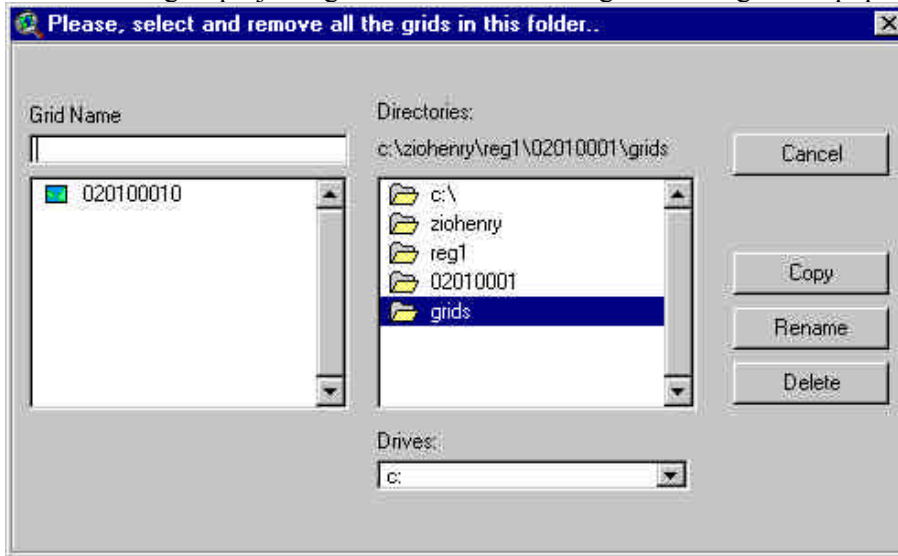 Please, select and remove all the grids in this folder..
Grid Name
020100010
Directories:
c:\ziohenry\reg1\02010001\grids
c:\
ziohenry
reg1
02010001
grids
Drives:
c:
Cancel
Copy
Rename
Delete